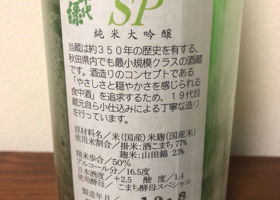 SP
純米大吟醸
当蔵は約350年の歴史を有する、
秋田県内でも最小規模クラスの酒蔵
です。酒造りのコンセプトである
「やさしさと穏やかさを感じられる
食中酒」を追求するため、19代目
蔵元自ら小仕込みによる丁寧な造り
を行っています。
原材料名/米(国産)米麹(国産米)
使用米割合/掛米:酒こまち 77%
麹米:山田錦 23%
精米歩合/50%
アルコール分/16.5度
日本酒度/+2.5 酸度/1.4
使用酵母/こまち酵母スペシャル
製造年月/